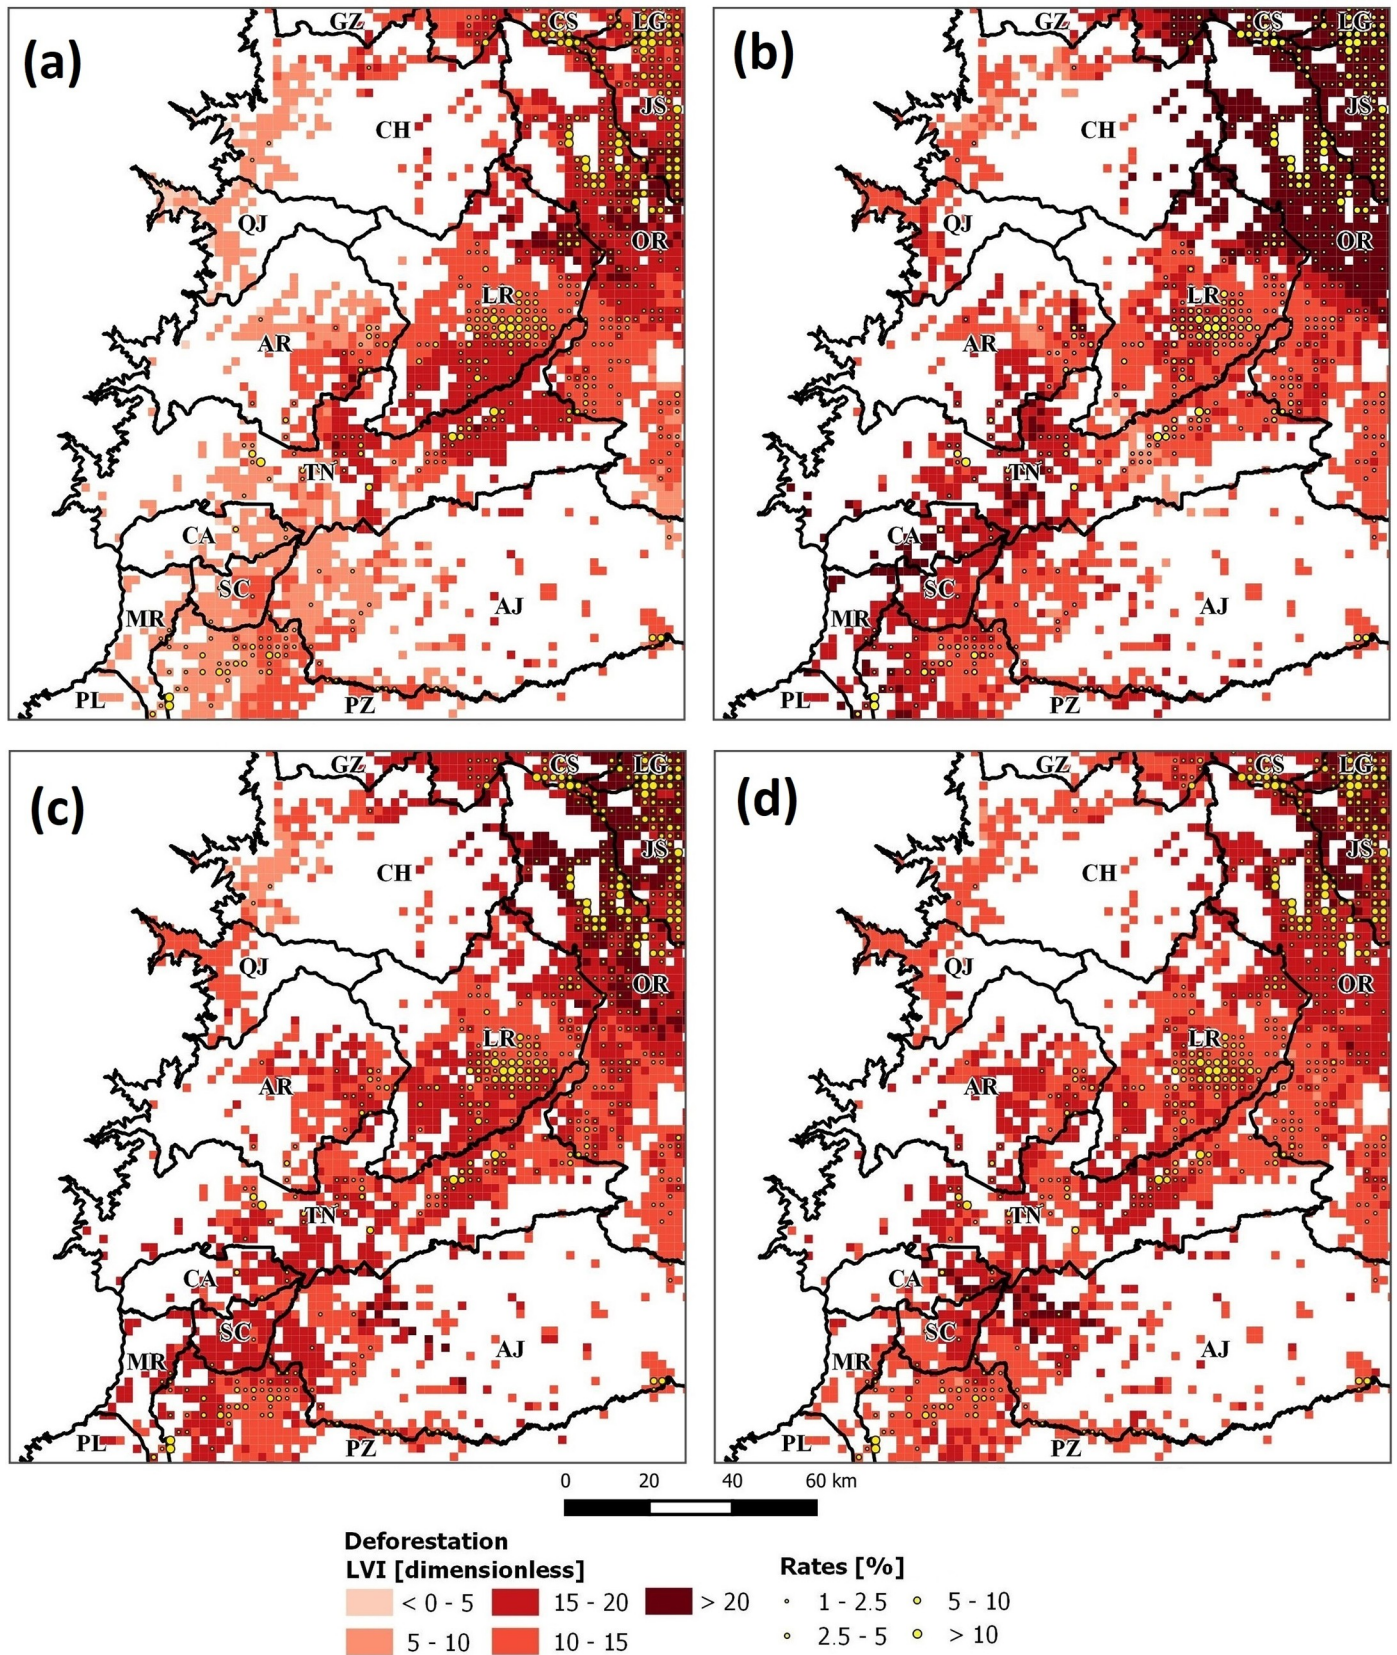 (a)
GZ
CS
LG
JS
CH
QJ
OR
LR
AR
TN
CA
SC
MR
AJ
PL
PZ
(b)
CS
LG
JS
CH
QJ
OR
LR
AR
TN
CA
SC
MR
AJ
PL
PZ
(c)
GZ
CS
LG
JS
CH
QJ
OR
LR
AR
TN
CA
SC
MR
AJ
PL
PZ
(d)
GZ
CS
LG
JS
CH
QJ
OR
LR
AR
TN
CA
SC
MR
AJ
PL
PZ
0 20 40 60 km
Deforestation
LVI [dimensionless]
< 0 - 5
15 - 20
> 20
5 - 10
10 - 15
Rates [%]
1 - 2.5
5 - 10
2.5 - 5
> 10